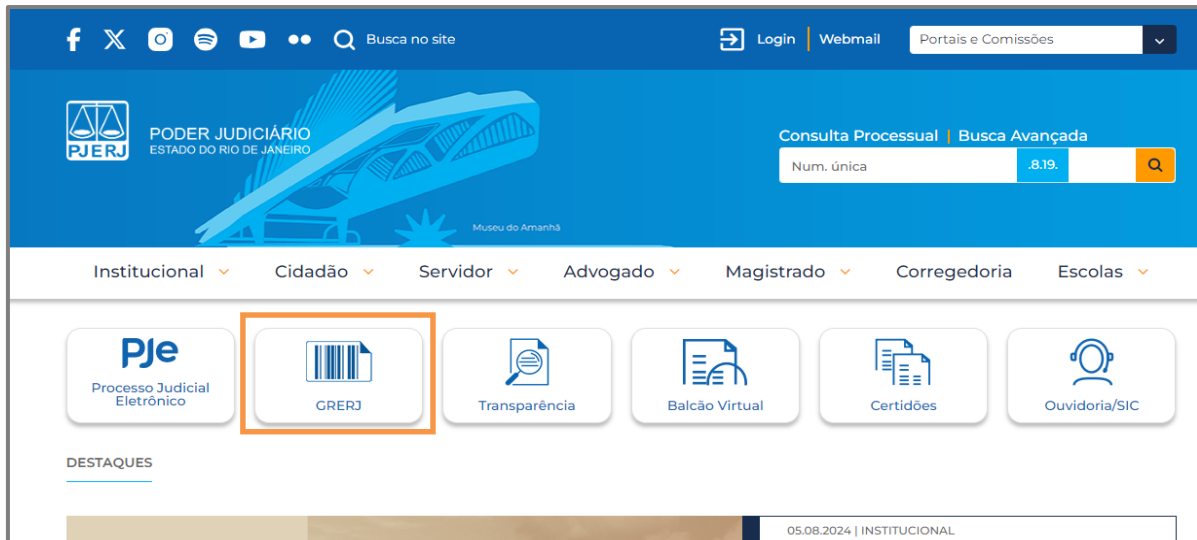 Busca no site
Login | Webmail
Portais e Comissões
PJERJ
PODER JUDICIÁRIO
ESTADO DO RIO DE JANEIRO
Consulta Processual | Busca Avançada
Num. única
.8.19.
Museu do Amanhã
Institucional
Cidadão
Servidor
Advogado
Magistrado
Corregedoria
Escolas
PJe
Processo Judicial
Eletrônico
GRERJ
Transparência
Balcão Virtual
Certidões
Ouvidoria/SIC
DESTAQUES
05.08.2024 | INSTITUCIONAL